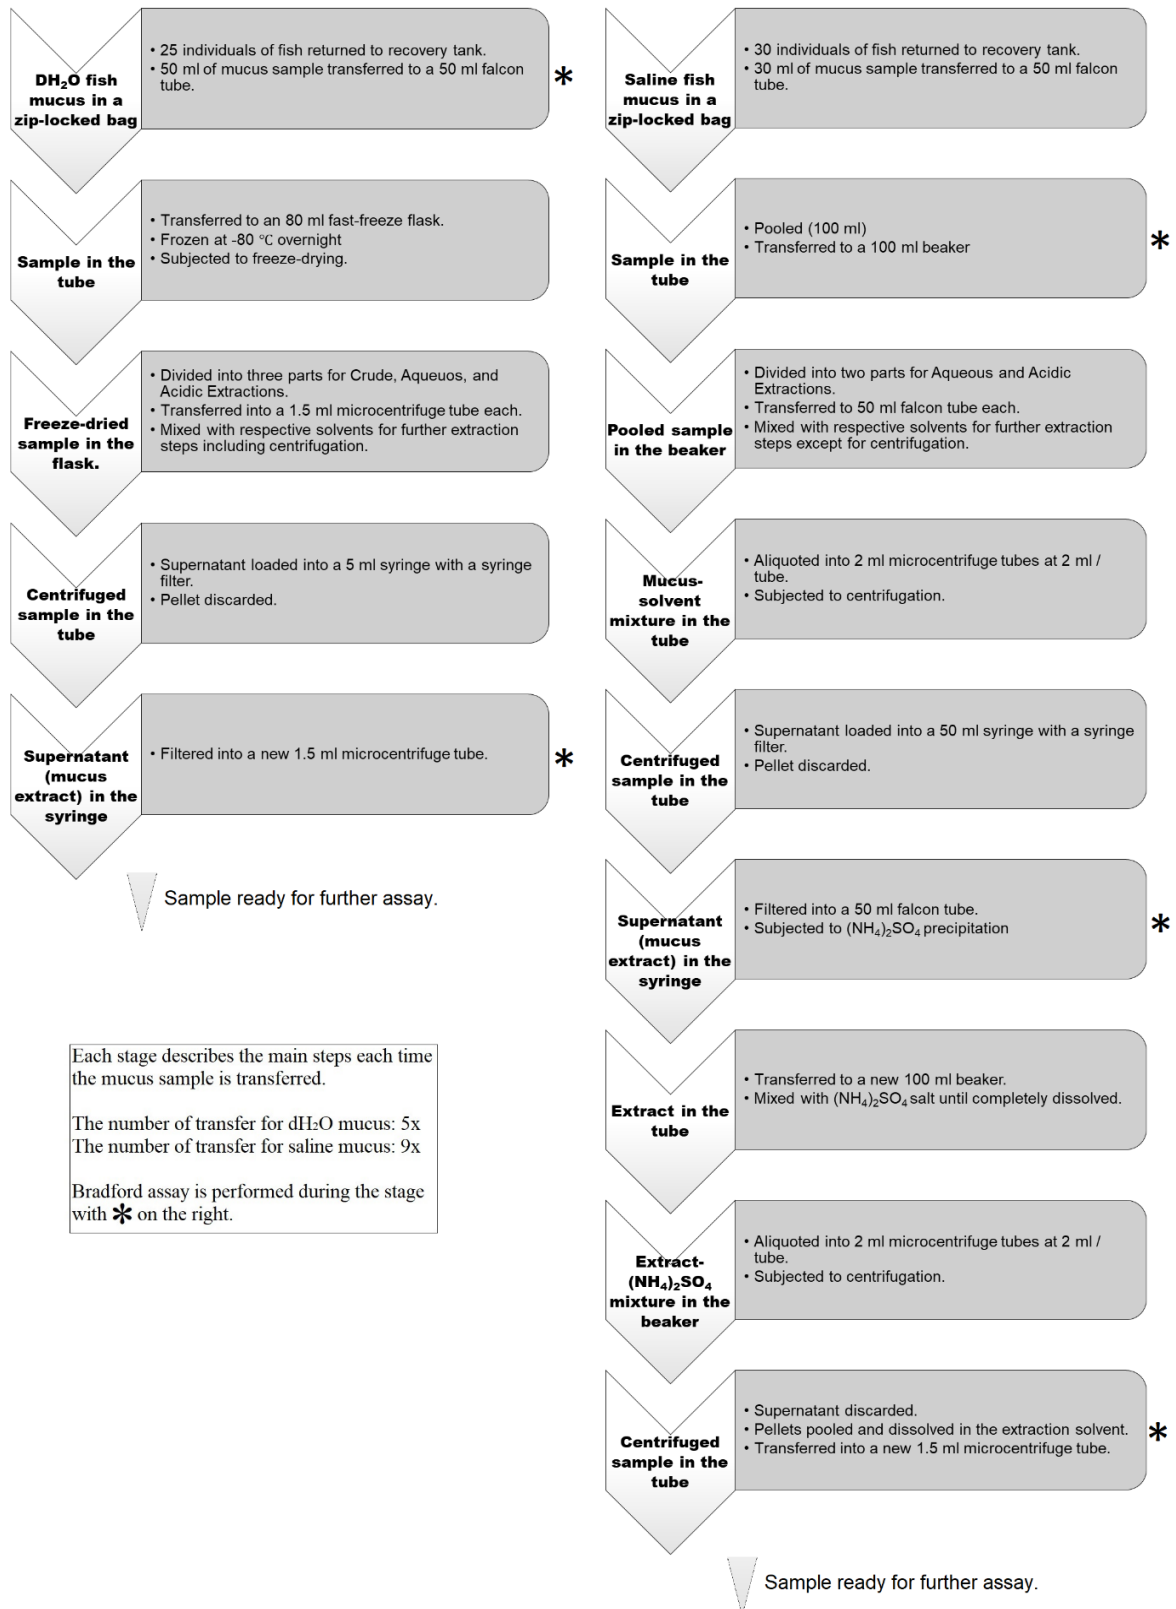 DH₂O fish
mucus in a
zip-locked bag
• 25 individuals of fish returned to recovery tank.
• 50 ml of mucus sample transferred to a 50 ml falcon
tube.
*
Sample in the
tube
• Transferred to an 80 ml fast-freeze flask.
• Frozen at -80 ℃ overnight
• Subjected to freeze-drying.
Freeze-dried
sample in the
flask.
• Divided into three parts for Crude, Aqueuos, and
Acidic Extractions.
• Transferred into a 1.5 ml microcentrifuge tube each.
• Mixed with respective solvents for further extraction
steps including centrifugation.
Centrifuged
sample in the
tube
• Supernatant loaded into a 5 ml syringe with a syringe
filter.
• Pellet discarded.
Supernatant
(mucus
extract) in the
syringe
• Filtered into a new 1.5 ml microcentrifuge tube.
*
Sample ready for further assay.
Each stage describes the main steps each time
the mucus sample is transferred.
The number of transfer for dH₂O mucus: 5x
The number of transfer for saline mucus: 9x
Bradford assay is performed during the stage
with * on the right.
Saline fish
mucus in a
zip-locked bag
• 30 individuals of fish returned to recovery tank.
• 30 ml of mucus sample transferred to a 50 ml falcon
tube.
Sample in the
tube
• Pooled (100 ml)
• Transferred to a 100 ml beaker
*
Pooled sample
in the beaker
• Divided into two parts for Aqueous and Acidic
Extractions.
• Transferred to 50 ml falcon tube each.
• Mixed with respective solvents for further extraction
steps except for centrifugation.
Mucus-
solvent
mixture in the
tube
• Aliquoted into 2 ml microcentrifuge tubes at 2 ml /
tube.
• Subjected to centrifugation.
Centrifuged
sample in the
tube
• Supernatant loaded into a 50 ml syringe with a syringe
filter.
• Pellet discarded.
Supernatant
(mucus
extract) in the
syringe
• Filtered into a 50 ml falcon tube.
• Subjected to (NH₄)₂SO₄ precipitation
*
Extract in the
tube
• Transferred to a new 100 ml beaker.
• Mixed with (NH₄)₂SO₄ salt until completely dissolved.
Extract-
(NH₄)₂SO₄
mixture in the
beaker
• Aliquoted into 2 ml microcentrifuge tubes at 2 ml /
tube.
• Subjected to centrifugation.
Centrifuged
sample in the
tube
• Supernatant discarded.
• Pellets pooled and dissolved in the extraction solvent.
• Transferred into a new 1.5 ml microcentrifuge tube.
*
Sample ready for further assay.